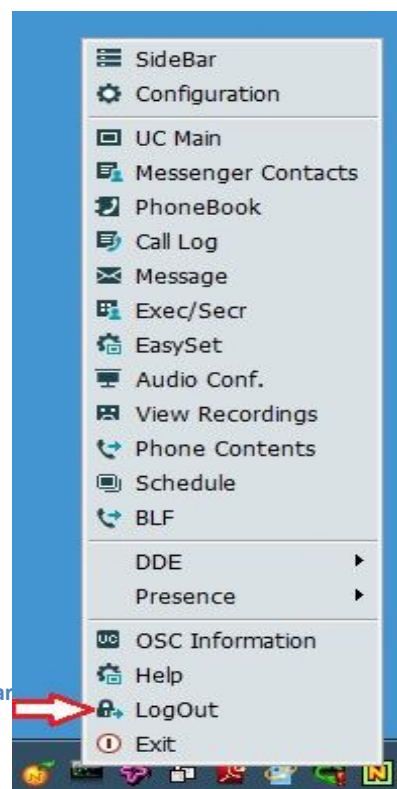 SideBar
Configuration
UC Main
Messenger Contacts
PhoneBook
Call Log
Message
Exec/Secr
EasySet
Audio Conf.
View Recordings
Phone Contents
Schedule
BLF
DDE
Presence
UC OSC Information
Help
LogOut
Exit
N